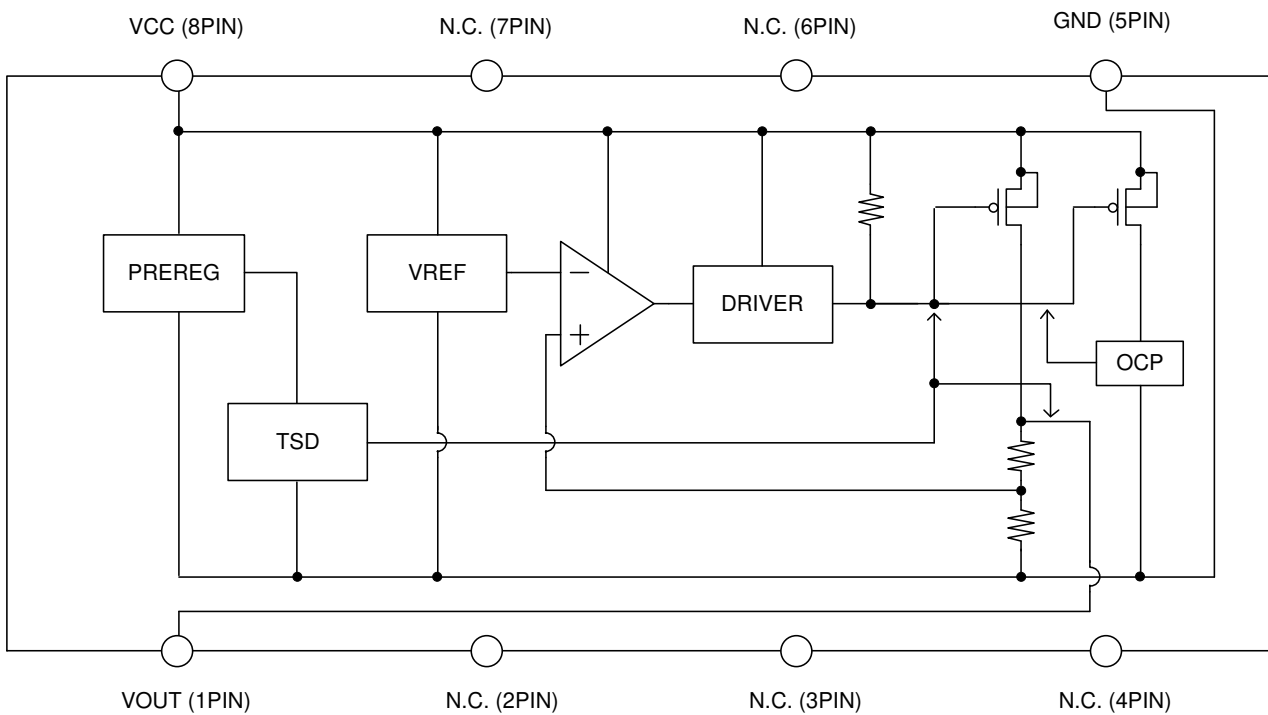 VCC (8PIN)
N.C. (7PIN)
N.C. (6PIN)
GND (5PIN)
PREREG
VREF
−
+
DRIVER
OCP
TSD
VOUT (1PIN)
N.C. (2PIN)
N.C. (3PIN)
N.C. (4PIN)